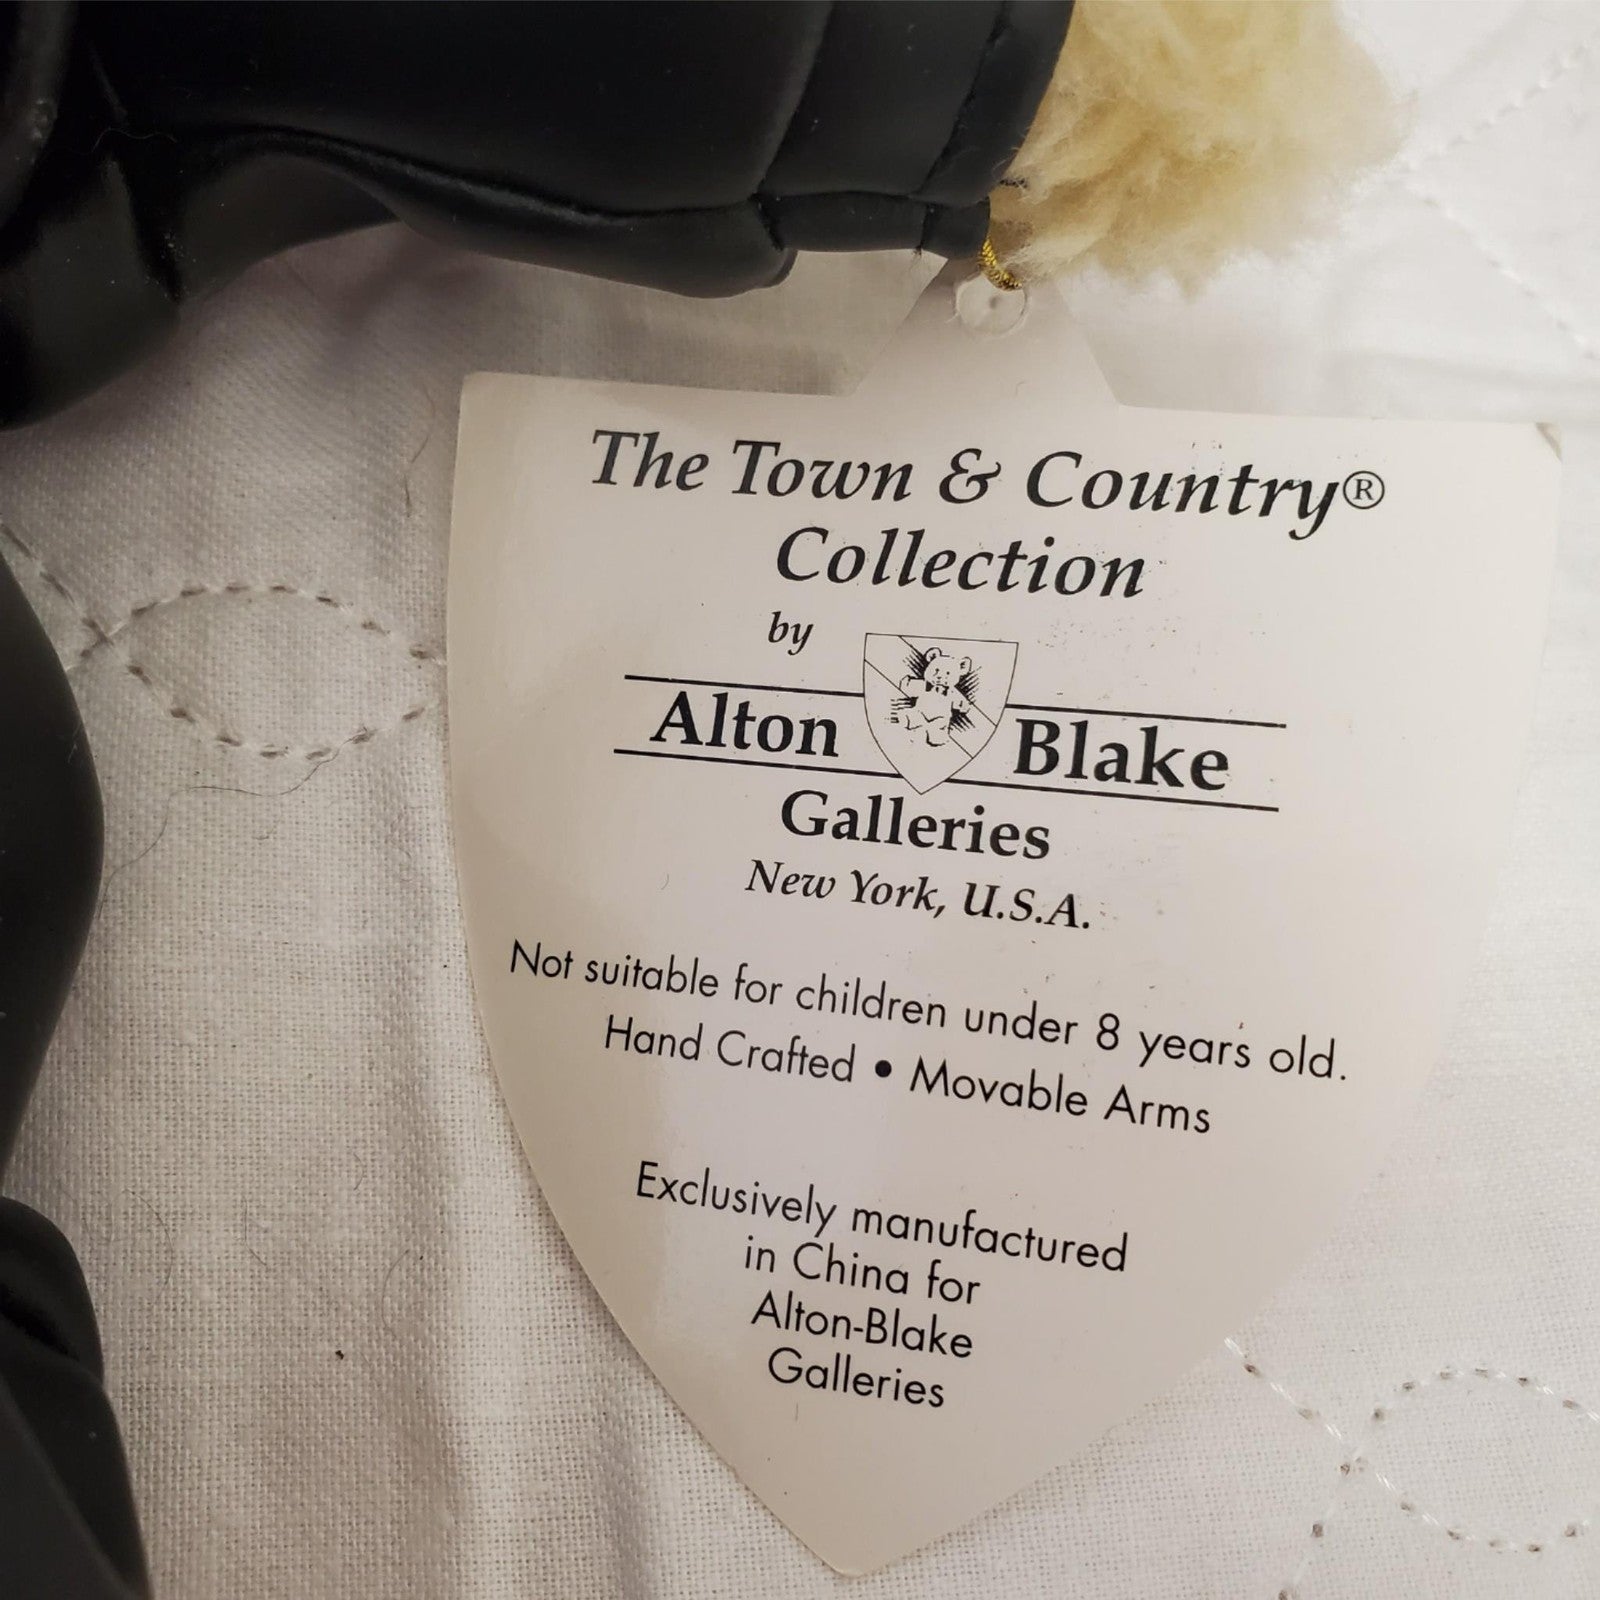 The Town & Country®
Collection
by
Alton Blake
Galleries
New York, U.S.A.
Not suitable for children under 8 years old.
Hand Crafted • Movable Arms
Exclusively manufactured
in China for
Alton-Blake
Galleries